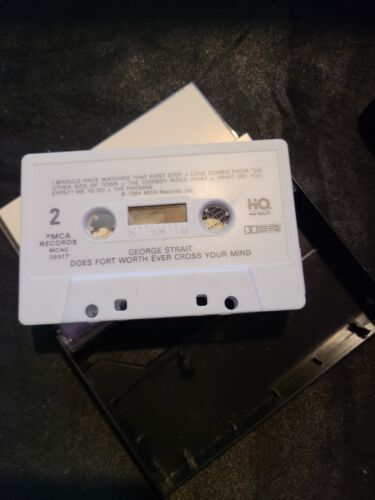 I SHOULD HAVE WATCHED THAT FIRST STEP • LOVE COMES FROM THE
OTHER SIDE OF TOWN • THE COWBOY RIDES AWAY • WHAT DID YOU
EXPECT ME TO DO • THE FIREMAN
℗ 1984 MCA Records, Inc.
2
HQ
HIGH QUALITY
MCA
RECORDS
MCAC
GEORGE STRAIT
DOES FORT WORTH EVER CROSS YOUR MIND